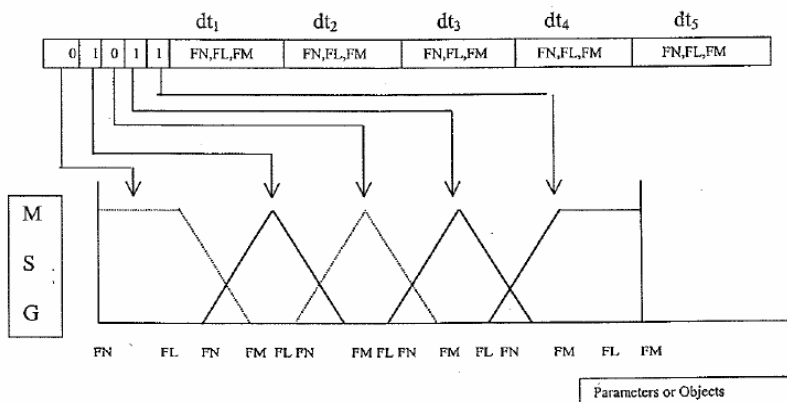 dt1 dt2 dt3 dt4 dt5
0 1 0 1 1 FN,FL,FM FN,FL,FM FN,FL,FM FN,FL,FM FN,FL,FM
M
S
G
FN FL FN FM FL FN FM FL FN FM FL FN FM FL FM
Parameters or Objects